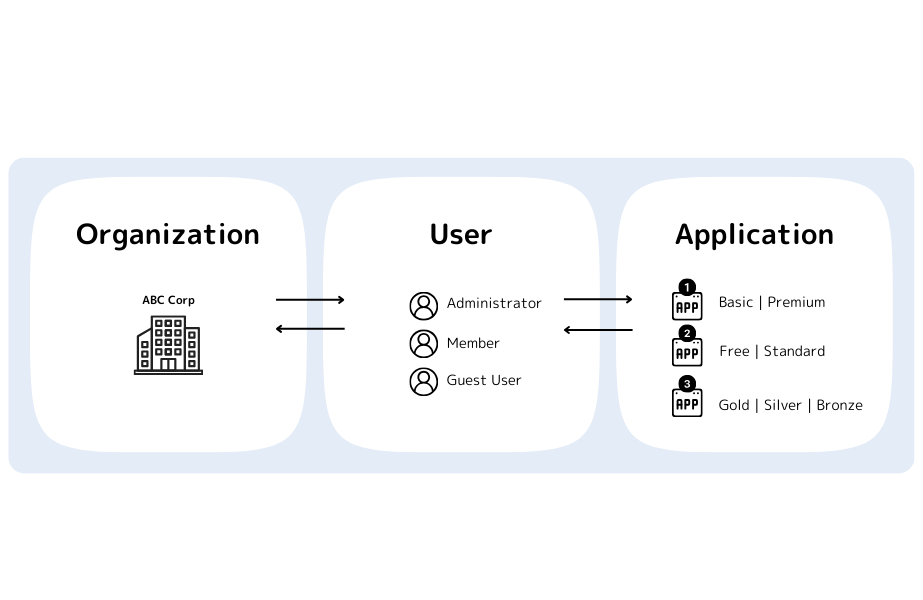 Organization
ABC Corp
User
Administrator
Member
Guest User
Application
1
APP
Basic | Premium
2
APP
Free | Standard
3
APP
Gold | Silver | Bronze